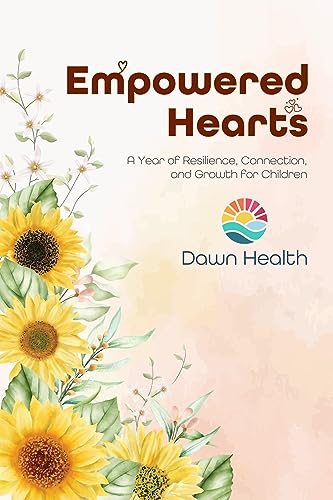 Empowered
Hearts
A Year of Resilience, Connection,
and Growth for Children
Dawn Health